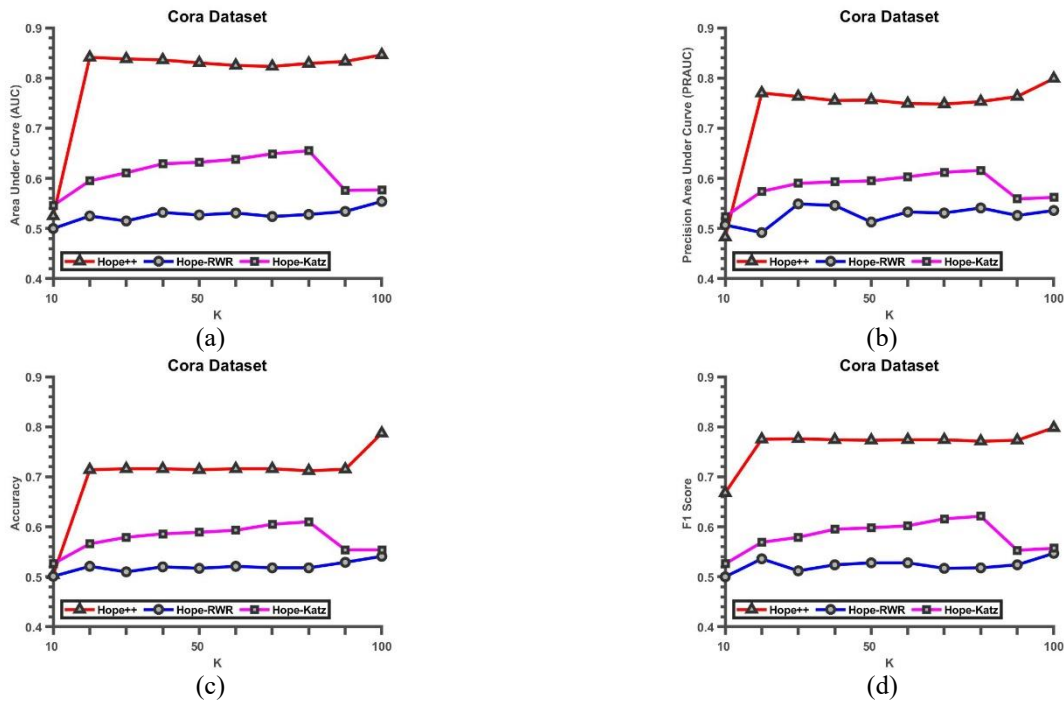 Cora Dataset
Area Under Curve (AUC)
0.9
0.8
0.7
0.6
0.5
0.4
Hope++ Hope-RWR Hope-Katz
10 50 100
K
(a)
Cora Dataset
Precision Area Under Curve (PRAUC)
0.9
0.8
0.7
0.6
0.5
0.4
Hope++ Hope-RWR Hope-Katz
10 50 100
K
(b)
Cora Dataset
Accuracy
0.9
0.8
0.7
0.6
0.5
0.4
Hope++ Hope-RWR Hope-Katz
10 50 100
K
(c)
Cora Dataset
F1 Score
0.9
0.8
0.7
0.6
0.5
0.4
Hope++ Hope-RWR Hope-Katz
10 50 100
K
(d)